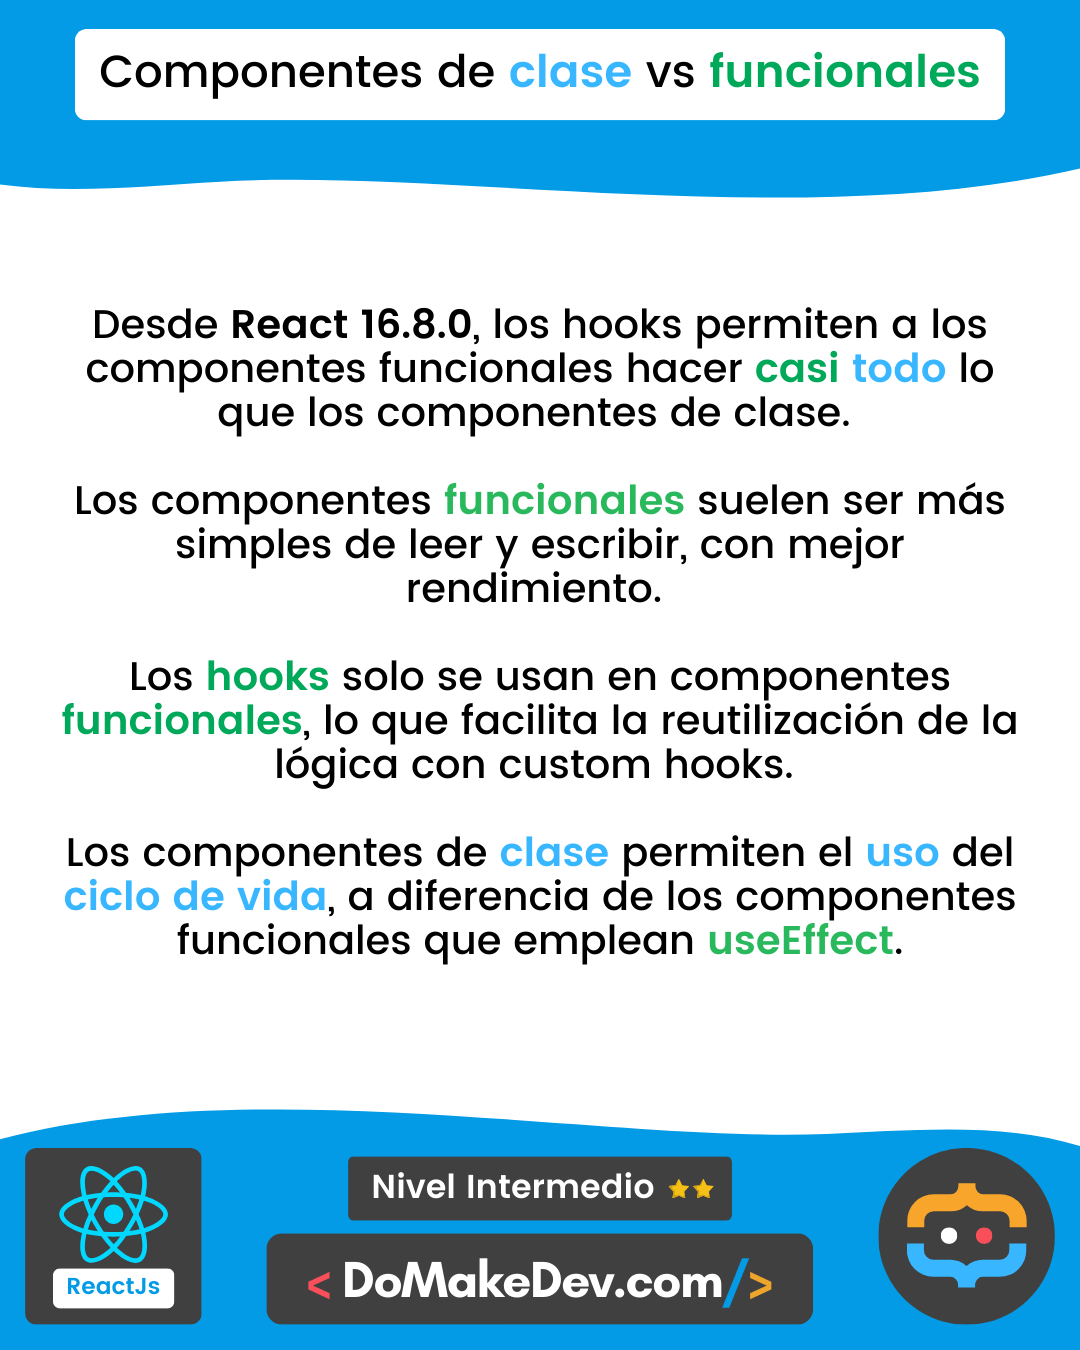 Componentes de clase vs funcionales
Desde React 16.8.0, los hooks permiten a los
componentes funcionales hacer casi todo lo
que los componentes de clase.
Los componentes funcionales suelen ser más
simples de leer y escribir, con mejor
rendimiento.
Los hooks solo se usan en componentes
funcionales, lo que facilita la reutilización de la
lógica con custom hooks.
Los componentes de clase permiten el uso del
ciclo de vida, a diferencia de los componentes
funcionales que emplean useEffect.
Nivel Intermedio
< DoMakeDev.com/>
ReactJs